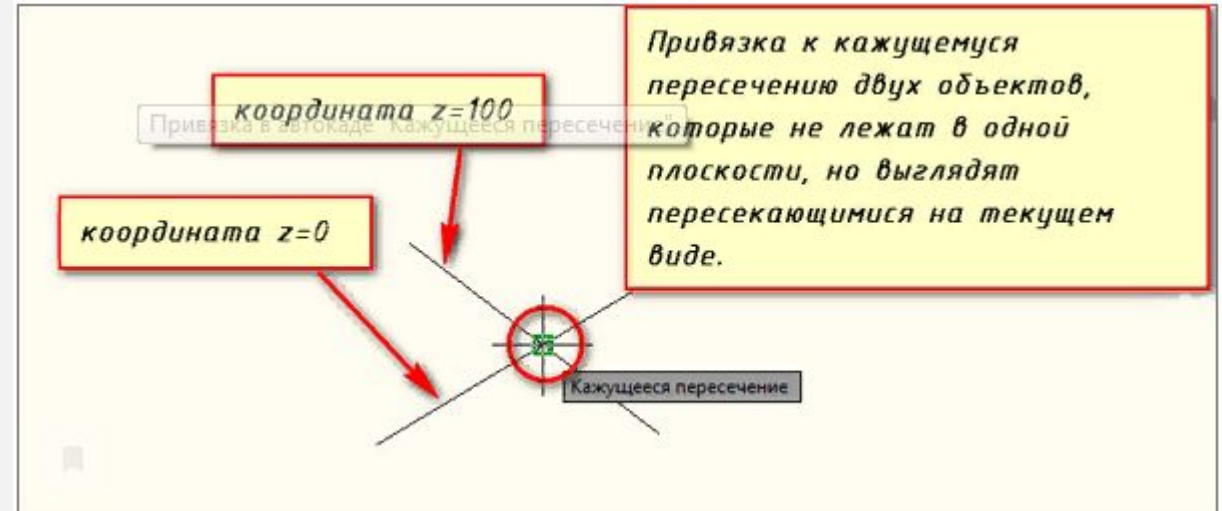 Привязка к кажущемуся
пересечению двух объектов,
которые не лежат в одной
плоскости, но выглядят
пересекающимися на текущем
виде.
координата z=100
Привязка в автокаде "Кажущееся пересечение"
координата z=0
Кажущееся пересечение